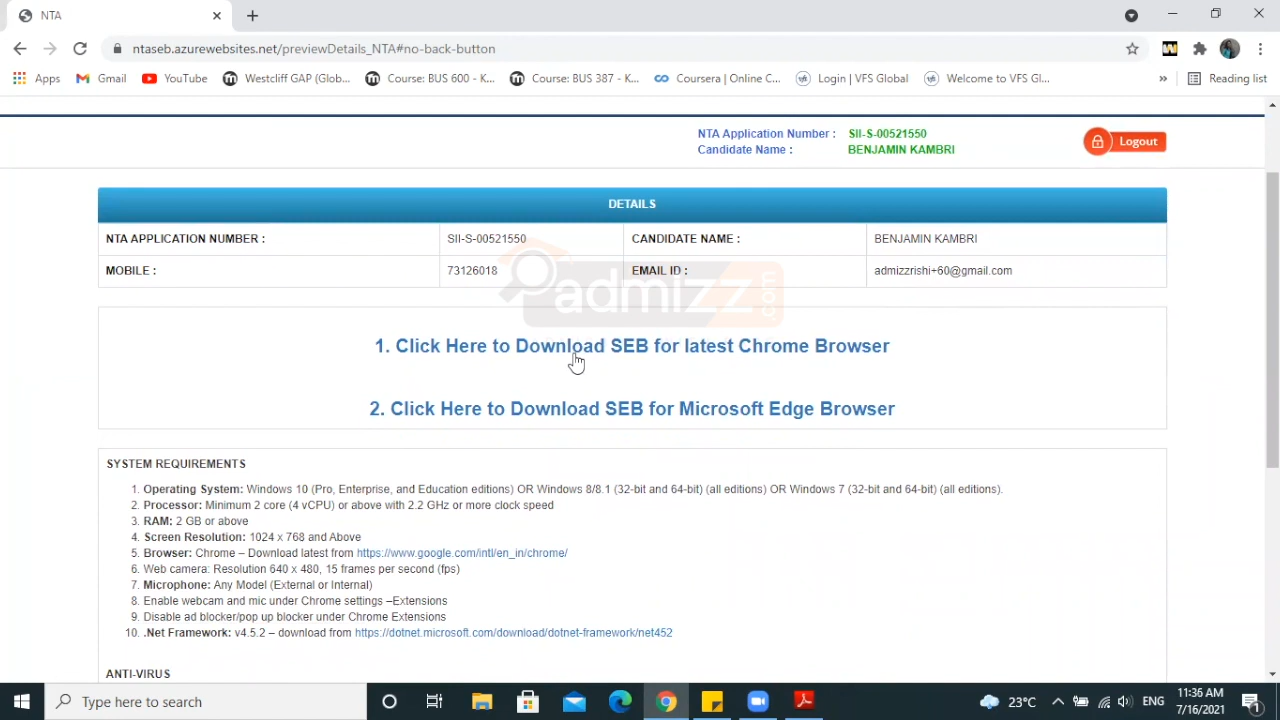 NTA
ntaseb.azurewebsites.net/previewDetails_NTA#no-back-button
Apps
Gmail
YouTube
Westcliff GAP (Glob...
Course: BUS 600 - K...
Course: BUS 387 - K...
Coursera | Online C...
Login | VFS Global
Welcome to VFS Gl...
»
Reading list
NTA Application Number :
SII-S-00521550
Candidate Name :
BENJAMIN KAMBRI
Logout
DETAILS
NTA APPLICATION NUMBER :
SII-S-00521550
CANDIDATE NAME :
BENJAMIN KAMBRI
MOBILE :
73126018
EMAIL ID :
admizzrishi+60@gmail.com
admizz.com
1. Click Here to Download SEB for latest Chrome Browser
2. Click Here to Download SEB for Microsoft Edge Browser
SYSTEM REQUIREMENTS
1. Operating System: Windows 10 (Pro, Enterprise, and Education editions) OR Windows 8/8.1 (32-bit and 64-bit) (all editions) OR Windows 7 (32-bit and 64-bit) (all editions).
2. Processor: Minimum 2 core (4 vCPU) or above with 2.2 GHz or more clock speed
3. RAM: 2 GB or above
4. Screen Resolution: 1024 x 768 and Above
5. Browser: Chrome – Download latest from https://www.google.com/intl/en_in/chrome/
6. Web camera: Resolution 640 x 480, 15 frames per second (fps)
7. Microphone: Any Model (External or Internal)
8. Enable webcam and mic under Chrome settings –Extensions
9. Disable ad blocker/pop up blocker under Chrome Extensions
10. .Net Framework: v4.5.2 – download from https://dotnet.microsoft.com/download/dotnet-framework/net452
ANTI-VIRUS
Type here to search
23°C
ENG
11:36 AM
7/16/2021
1